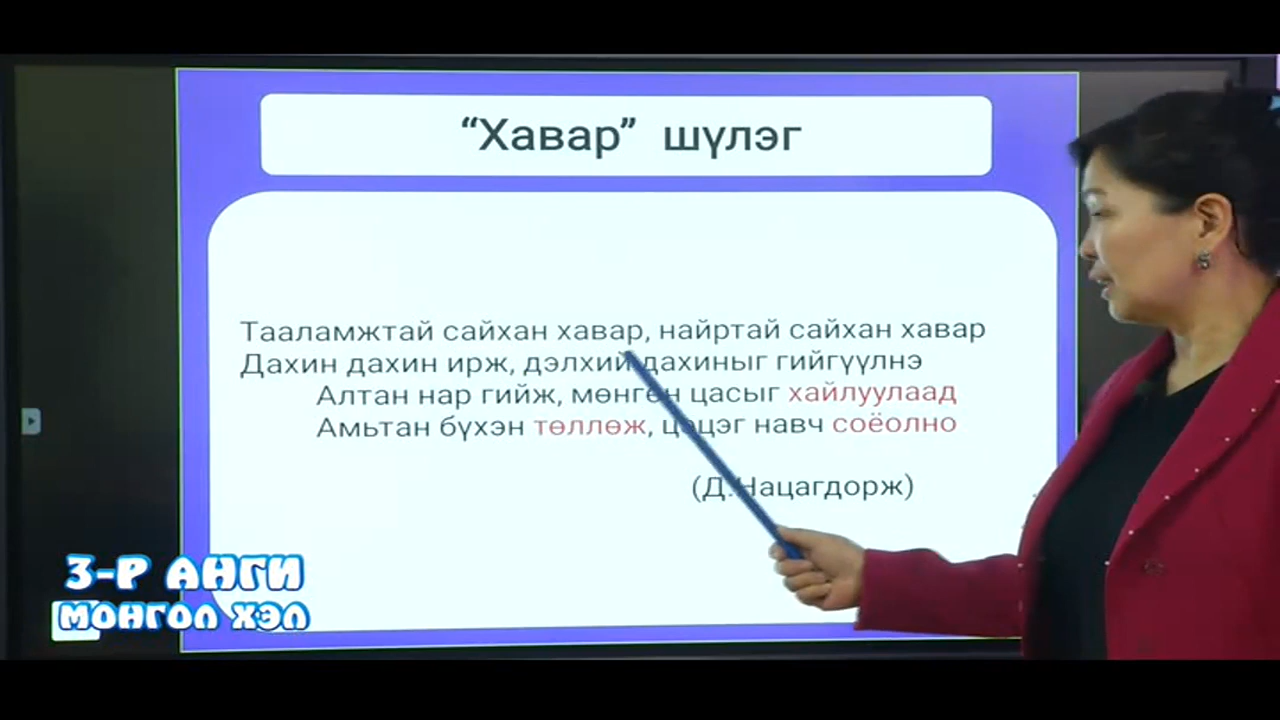 “Хавар” шүлэг
Тааламжтай сайхан хавар, найртай сайхан хавар
Дахин дахин ирж, дэлхий дахиныг гийгүүлнэ
Алтан нар гийж, мөнгөн цасыг хайлуулаад
Амьтан бүхэн төллөж, цэцэг навч соёолно
(Д.Нацагдорж)
3-Р АНГИ
МОНГОЛ ХЭЛ